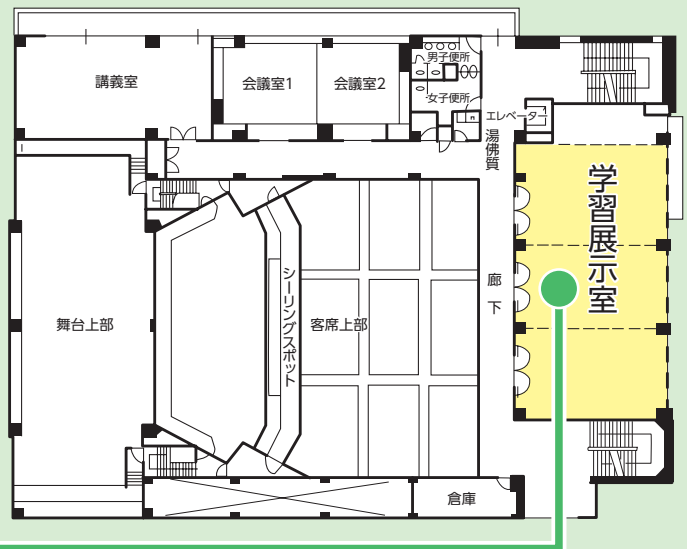 講義室
会議室1
会議室2
男子便所
女子便所
エレベーター
湯佛質
学習展示室
廊下
シーリングスポット
客席上部
舞台上部
倉庫